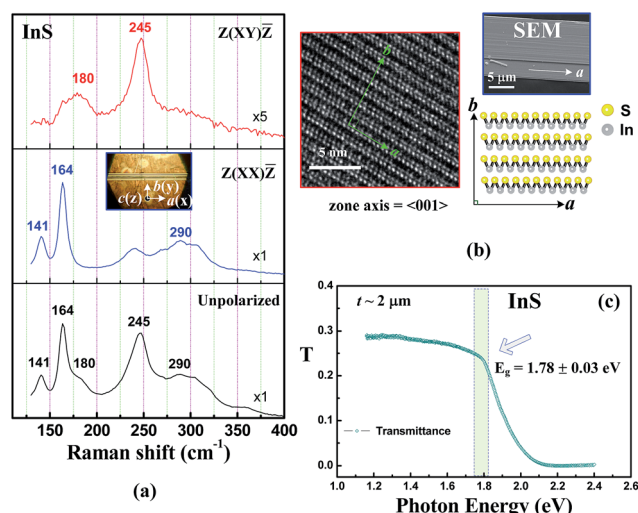 InS
Z(XY)Z̅
245
180
x5
Z(XX)Z̅
164
b(y)
c(z)
a(x)
141
290
x1
Unpolarized
164
245
141
180
290
x1
150 200 250 300 350 400
Raman shift (cm⁻¹)
(a)
b
a
5 nm
zone axis = <001>
SEM
5 μm
a
b
S
In
a
(b)
t ~ 2 μm
InS
(c)
0.4
0.3
0.2
0.1
0.0
T
E_g = 1.78 ± 0.03 eV
Transmittance
1.0 1.2 1.4 1.6 1.8 2.0 2.2 2.4 2.6
Photon Energy (eV)